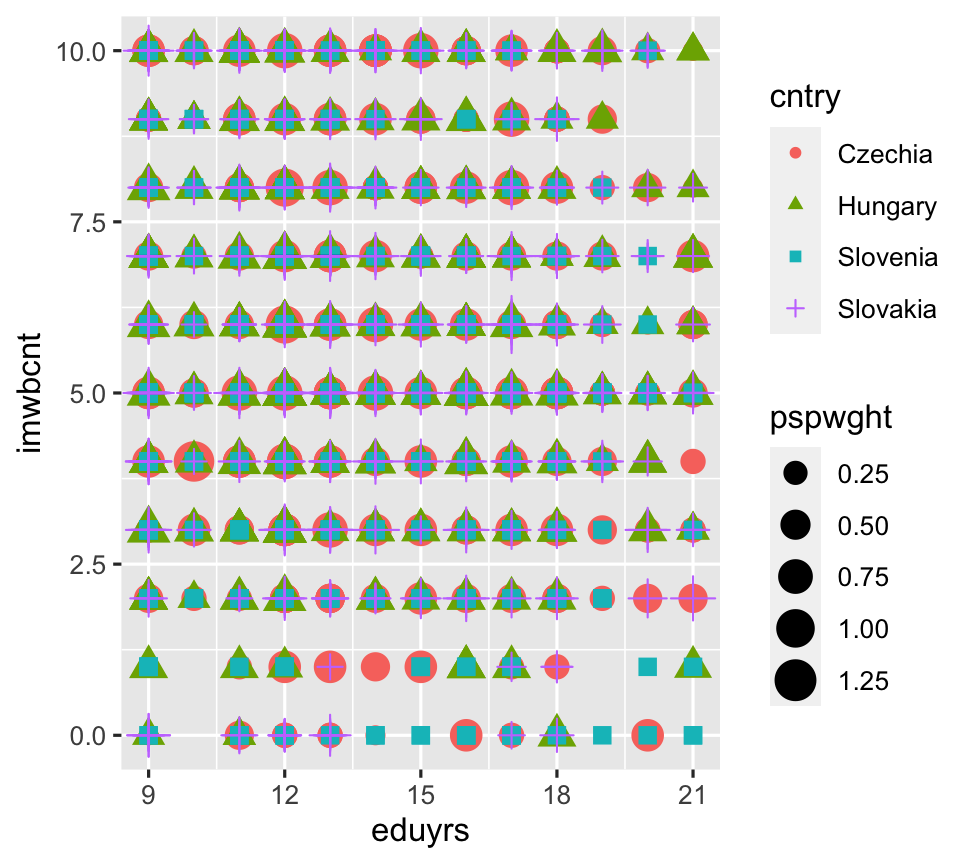 10.0
7.5
5.0
2.5
0.0
imwbcnt
9 12 15 18 21
eduyrs
cntry
Czechia
Hungary
Slovenia
Slovakia
pspwght
0.25
0.50
0.75
1.00
1.25